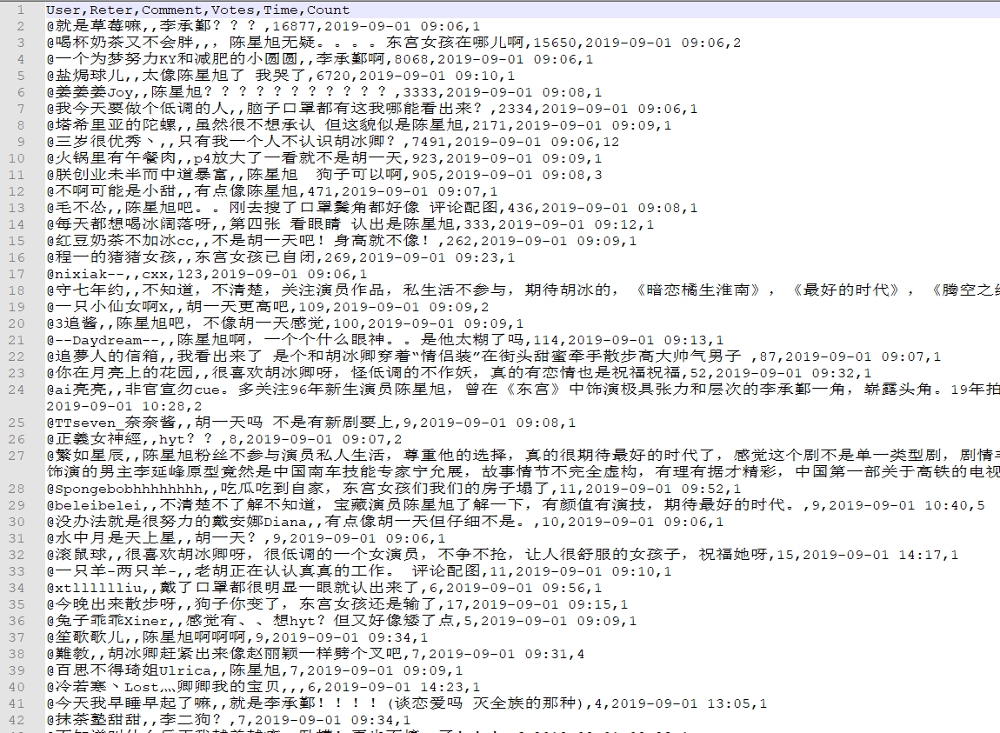 1 User,Reter,Comment,Votes,Time,Count
2 @就是草莓嘛,,李承鄞？？？,16877,2019-09-01 09:06,1
3 @喝杯奶茶又不会胖,,，陈星旭无疑。。。。东宫女孩在哪儿啊,15650,2019-09-01 09:06,2
4 @一个为梦努力KY和减肥的小圆圆,,李承鄞啊,8068,2019-09-01 09:06,1
5 @盐焗球儿,,太像陈星旭了 我哭了,6720,2019-09-01 09:10,1
6 @姜姜姜Joy,,陈星旭？？？？？？？？？？？,3333,2019-09-01 09:08,1
7 @我今天要做个低调的人,,脑子口罩都有这我哪能看出来？,2334,2019-09-01 09:06,1
8 @塔希里亚的陀螺,,虽然很不想承认 但这貌似是陈星旭,2171,2019-09-01 09:09,1
9 @三岁很优秀丶,,只有我一个人不认识胡冰卿？,7491,2019-09-01 09:06,12
10 @火锅里有午餐肉,,p4放大了一看就不是胡一天,923,2019-09-01 09:09,1
11 @朕创业未半而中道暴富,,陈星旭  狗子可以啊,905,2019-09-01 09:08,3
12 @不啊可能是小甜,,有点像陈星旭,471,2019-09-01 09:07,1
13 @毛不怂,,陈星旭吧。。刚去搜了口罩鬓角都好像 评论配图,436,2019-09-01 09:08,1
14 @每天都想喝冰阔落呀,,第四张 看眼睛 认出是陈星旭,333,2019-09-01 09:12,1
15 @红豆奶茶不加冰cc,,不是胡一天吧！身高就不像！,262,2019-09-01 09:09,1
16 @程一的猪猪女孩,,东宫女孩已自闭,269,2019-09-01 09:23,1
17 @nixiak--,,cxx,123,2019-09-01 09:06,1
18 @守七年约,,不知道，不清楚，关注演员作品，私生活不参与，期待胡冰的，《暗恋橘生淮南》，《最好的时代》，《腾空之约
19 @一只小仙女啊X,,胡一天更高吧,109,2019-09-01 09:09,2
20 @3追酱,,陈星旭吧，不像胡一天感觉,100,2019-09-01 09:09,1
21 @--Daydream--,,陈星旭啊，一个个什么眼神。。是他太糊了吗,114,2019-09-01 09:13,1
22 @追夢人的信箱,,我看出来了 是个和胡冰卿穿着“情侣装”在街头甜蜜牵手散步高大帅气男子 ,87,2019-09-01 09:07,1
23 @你在月亮上的花园,,很喜欢胡冰卿呀，怪低调的不作妖，真的有恋情也是祝福祝福,52,2019-09-01 09:32,1
24 @ai亮亮,,非官宣勿cue。多关注96年新生演员陈星旭，曾在《东宫》中饰演极具张力和层次的李承鄞一角，崭露头角。19年拍
2019-09-01 10:28,2
25 @TTseven_奈奈酱,,胡一天吗 不是有新剧要上,9,2019-09-01 09:08,1
26 @正義女神經,,hyt？？,8,2019-09-01 09:07,2
27 @繁如星辰,,陈星旭粉丝不参与演员私人生活，尊重他的选择，真的很期待最好的时代了，感觉这个剧不是单一类型剧，剧情
饰演的男主李延峰原型竟然是中国南车技能专家宁允展，故事情节不完全虚构，有理有据才精彩，中国第一部关于高铁的电视
28 @Spongebobhhhhhhhh,,吃瓜吃到自家，东宫女孩们我们的房子塌了,11,2019-09-01 09:52,1
29 @beleibelei,,不清楚不了解不知道，宝藏演员陈星旭了解一下，有颜值有演技，期待最好的时代。,9,2019-09-01 10:40,5
30 @没办法就是很努力的戴安娜Diana,,有点像胡一天但仔细不是。,10,2019-09-01 09:06,1
31 @水中月是天上星,,胡一天？,9,2019-09-01 09:06,1
32 @滚鼠球,,很喜欢胡冰卿呀，很低调的一个女演员，不争不抢，让人很舒服的女孩子，祝福她呀,15,2019-09-01 14:17,1
33 @一只羊-两只羊-,,老胡正在认认真真的工作。 评论配图,11,2019-09-01 09:10,1
34 @xtlllllliu,,戴了口罩都很明显一眼就认出来了,6,2019-09-01 09:56,1
35 @今晚出来散步呀,,狗子你变了，东宫女孩还是输了,17,2019-09-01 09:15,1
36 @兔子乖乖Xiner,,感觉有、、想hyt？但又好像矮了点,5,2019-09-01 09:09,1
37 @笙歌歌儿,,陈星旭啊啊啊,9,2019-09-01 09:34,1
38 @難教,,胡冰卿赶紧出来像赵丽颖一样劈个叉吧,7,2019-09-01 09:31,4
39 @百思不得琦姐Ulrica,,陈星旭,7,2019-09-01 09:09,1
40 @冷若寒丶Lost灬卿卿我的宝贝,,,6,2019-09-01 14:23,1
41 @今天我早睡早起了嘛,,就是李承鄞！！！！(谈恋爱吗 灭全族的那种),4,2019-09-01 13:05,1
42 @抹茶塾甜甜,,李二狗？,7,2019-09-01 09:34,1